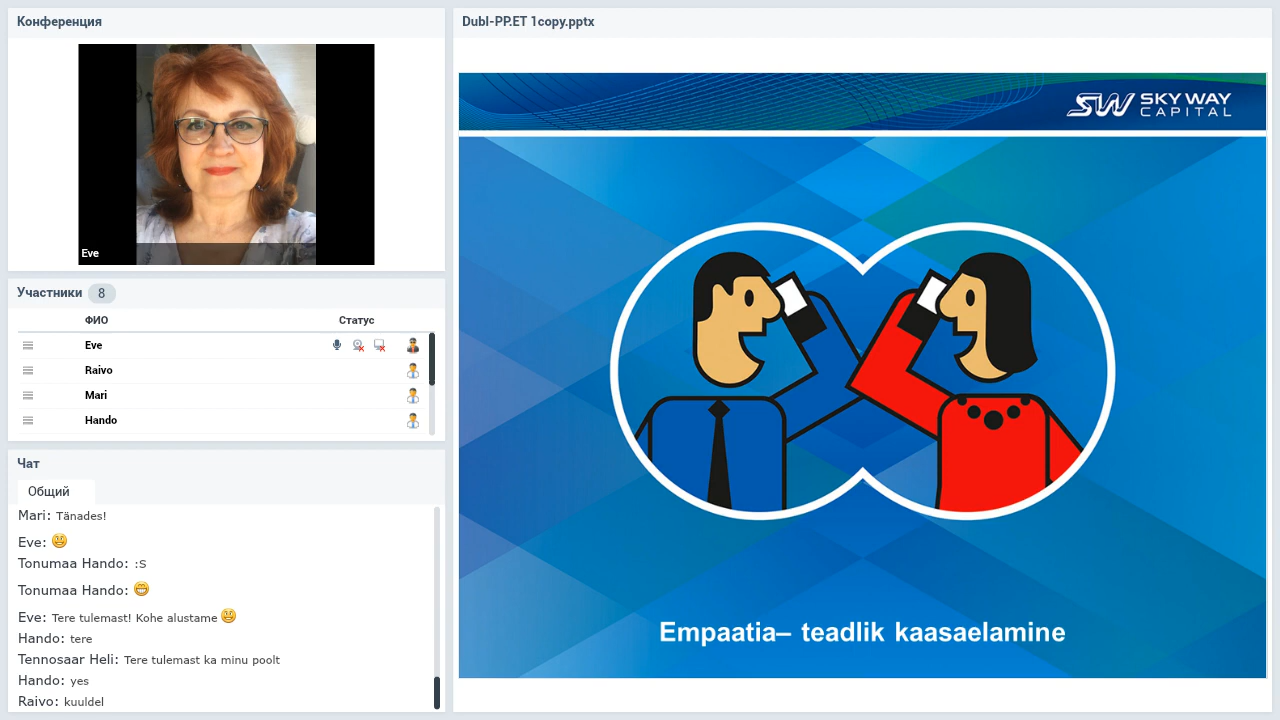 Конференция
Eve
Участники 8
ФИО Статус
Eve
Raivo
Mari
Hando
Чат
Общий
Mari: Tänades!
Eve:
Tonumaa Hando: :S
Tonumaa Hando:
Eve: Tere tulemast! Kohe alustame
Hando: tere
Tennosaar Heli: Tere tulemast ka minu poolt
Hando: yes
Raivo: kuuldel
Dubl-PP.ET 1copy.pptx
SW SKY WAY
CAPITAL
Empaatia– teadlik kaasaelamine